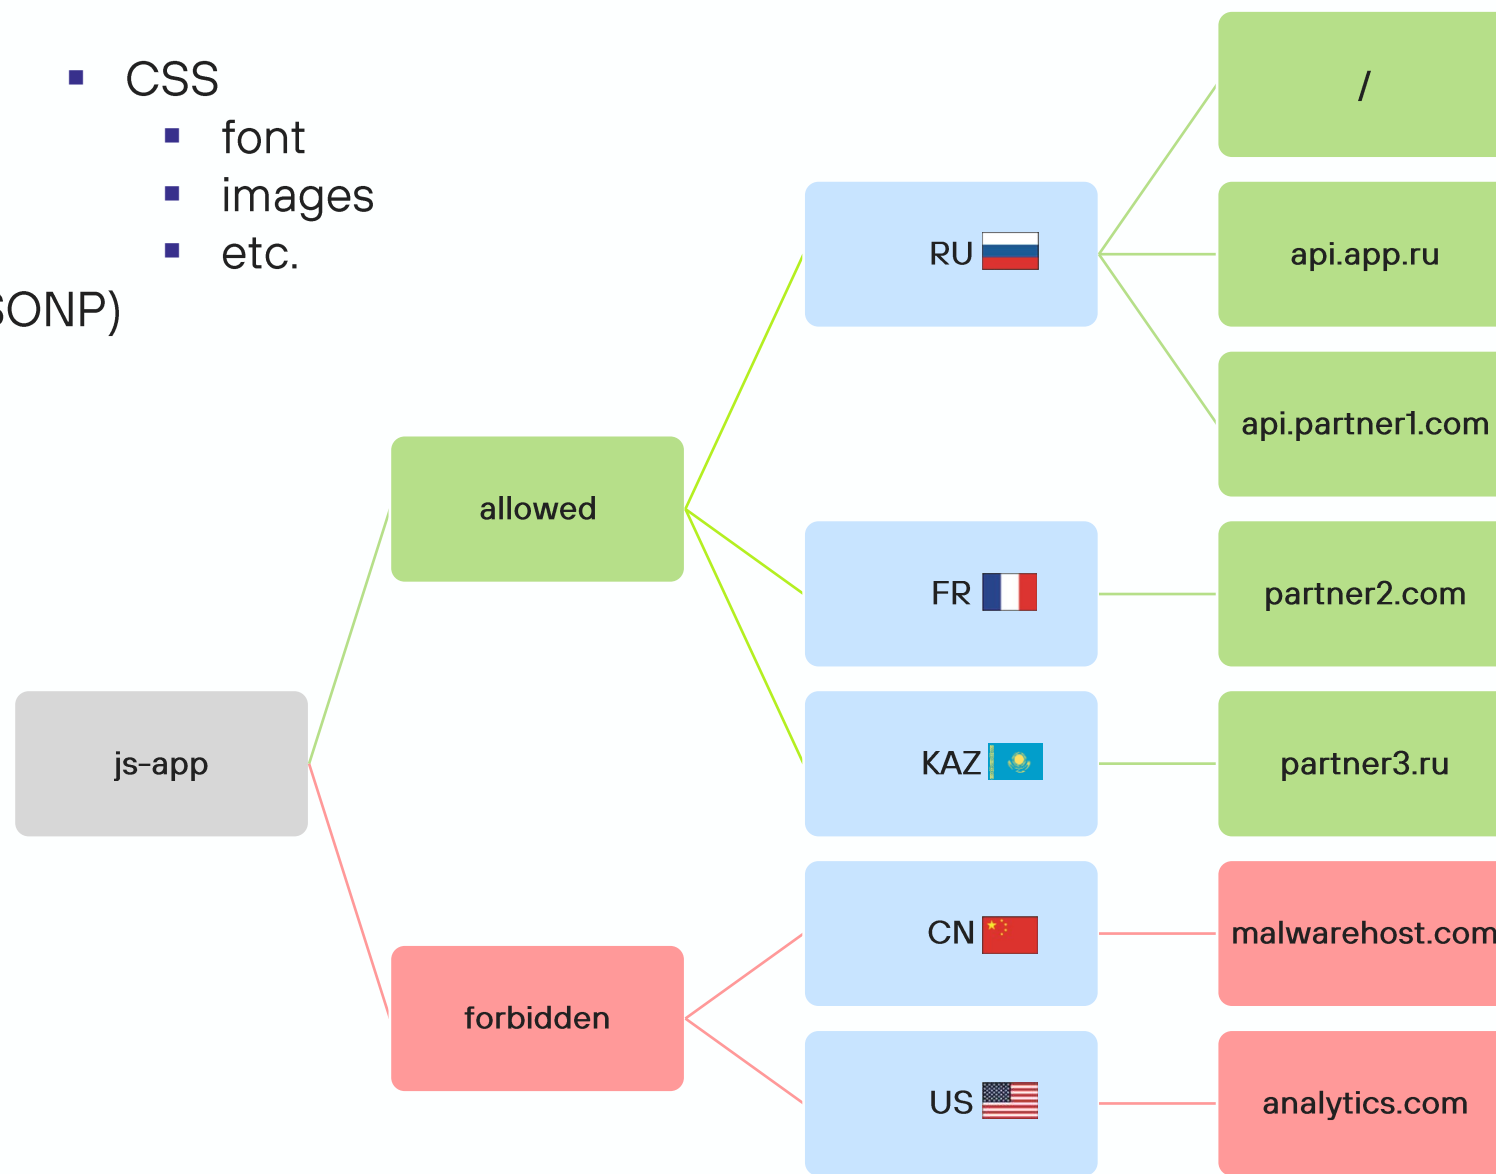 CSS
font
images
etc.
SONP)
/
RU
api.app.ru
api.partner1.com
allowed
FR
partner2.com
js-app
KAZ
partner3.ru
CN
malwarehost.com
forbidden
US
analytics.com